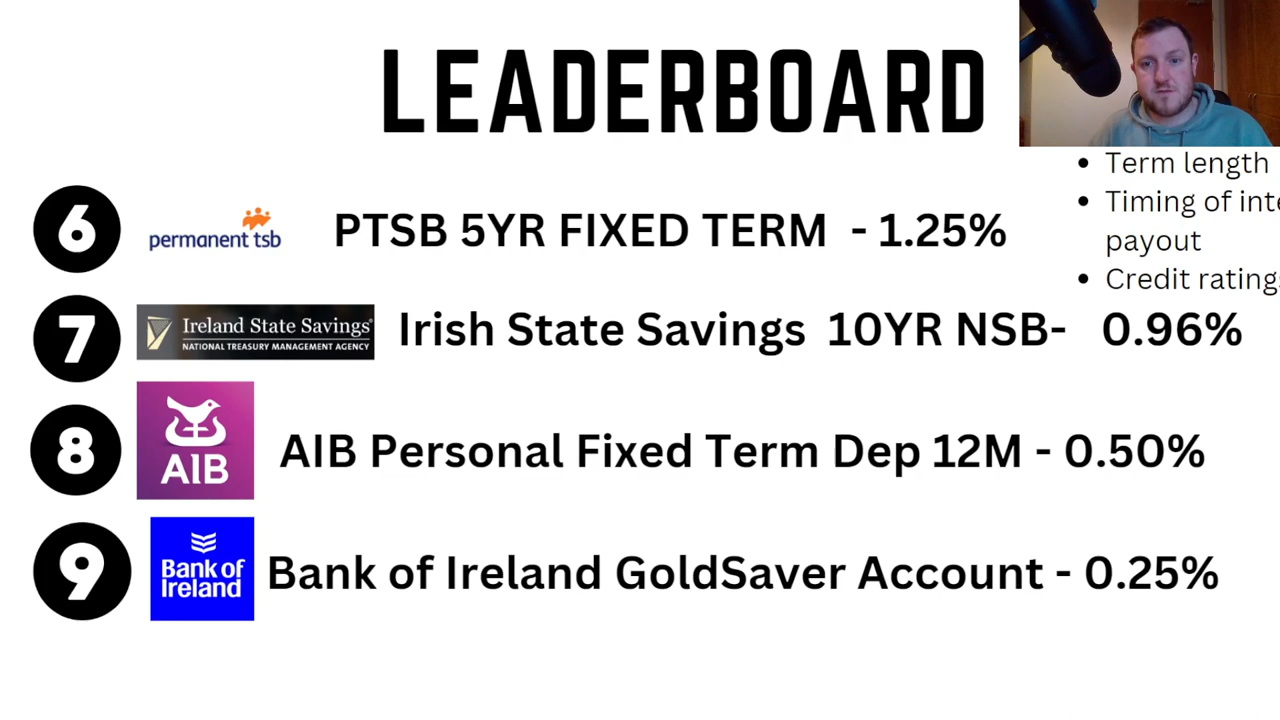 LEADERBOARD
Term length
Timing of inte
payout
Credit rating
6 permanent tsb PTSB 5YR FIXED TERM - 1.25%
7 Ireland State Savings NATIONAL TREASURY MANAGEMENT AGENCY Irish State Savings 10YR NSB- 0.96%
8 AIB AIB Personal Fixed Term Dep 12M - 0.50%
9 Bank of Ireland Bank of Ireland GoldSaver Account - 0.25%